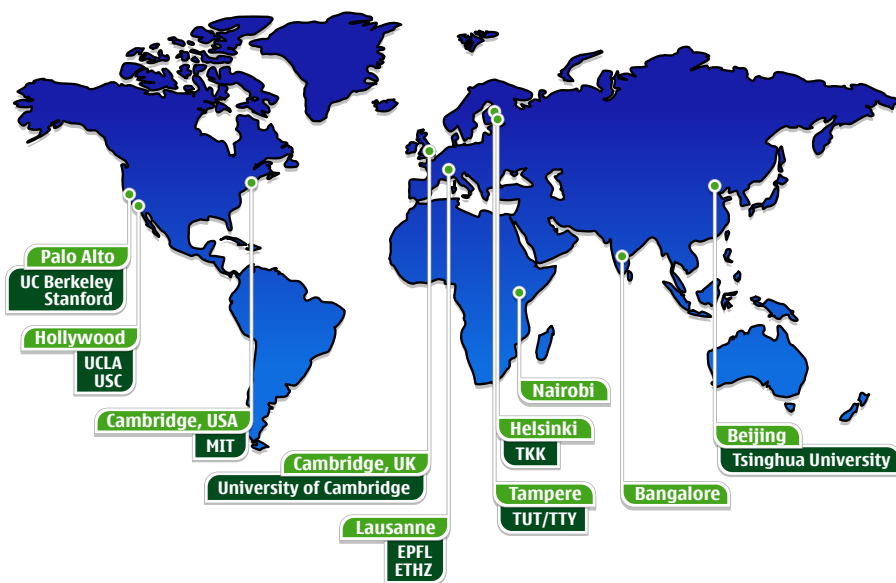 Palo Alto
UC Berkeley
Stanford
Hollywood
UCLA
USC
Cambridge, USA
MIT
Cambridge, UK
University of Cambridge
Lausanne
EPFL
ETHZ
Nairobi
Helsinki
TKK
Tampere
TUT/TTY
Bangalore
Beijing
Tsinghua University